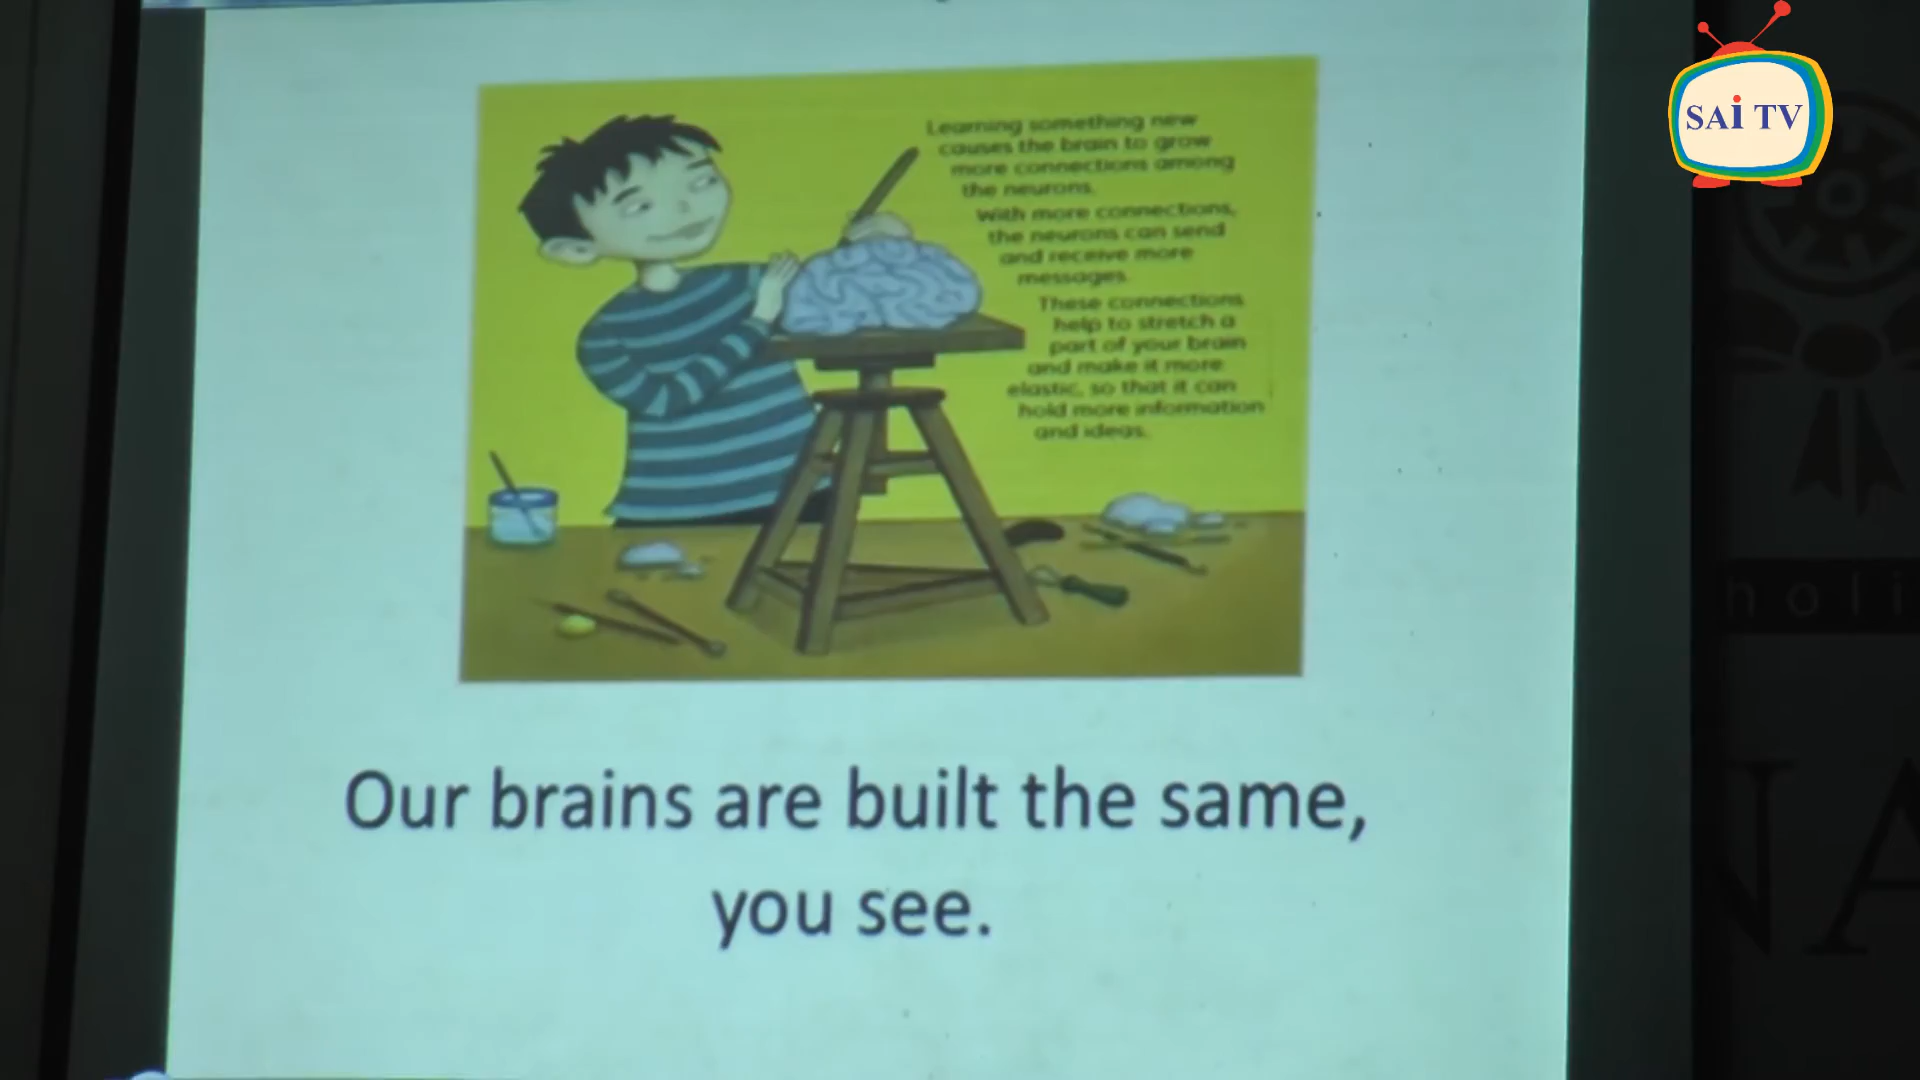 SAi TV
Learning something new
causes the brain to grow
more connections among
the neurons.
With more connections,
the neurons can send
and receive more
messages.
These connections
help to stretch a
part of your brain
and make it more
elastic, so that it can
hold more information
and ideas.
Our brains are built the same,
you see.
holi
NA